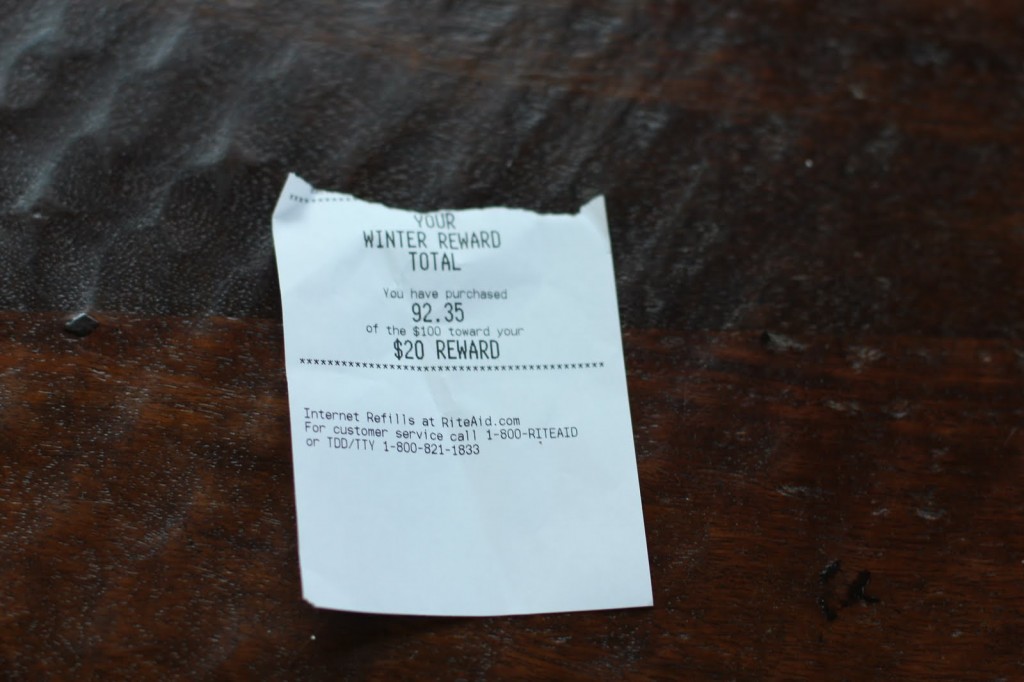 YOUR
WINTER REWARD
TOTAL
You have purchased
92.35
of the $100 toward your
$20 REWARD
****************************************
Internet Refills at RiteAid.com
For customer service call 1-800-RITEAID
or TDD/TTY 1-800-821-1833